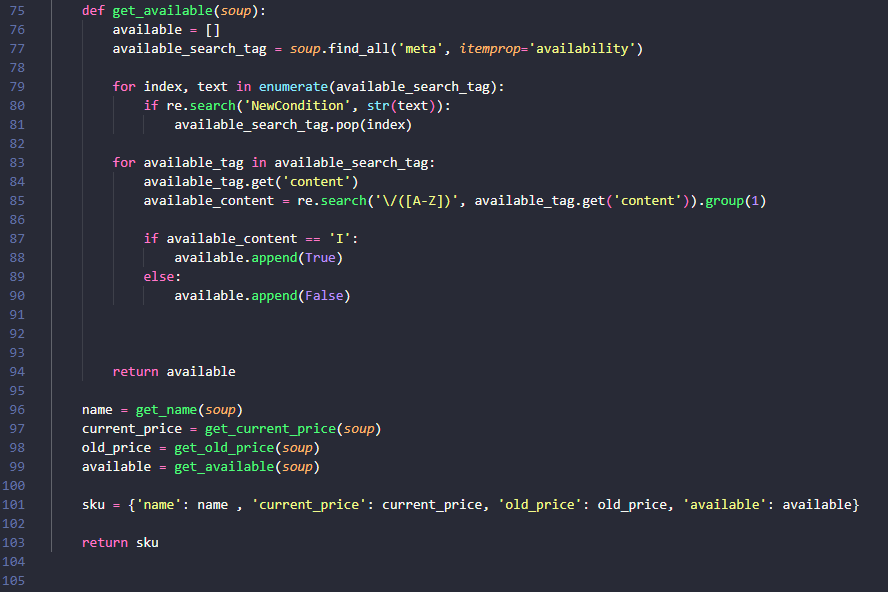 75 def get_available(soup):
76 available = []
77 available_search_tag = soup.find_all('meta', itemprop='availability')
78
79 for index, text in enumerate(available_search_tag):
80 if re.search('NewCondition', str(text)):
81 available_search_tag.pop(index)
82
83 for available_tag in available_search_tag:
84 available_tag.get('content')
85 available_content = re.search('\/([A-Z])', available_tag.get('content')).group(1)
86
87 if available_content == 'I':
88 available.append(True)
89 else:
90 available.append(False)
91
92
93
94 return available
95
96 name = get_name(soup)
97 current_price = get_current_price(soup)
98 old_price = get_old_price(soup)
99 available = get_available(soup)
100
101 sku = {'name': name , 'current_price': current_price, 'old_price': old_price, 'available': available}
102
103 return sku
104
105